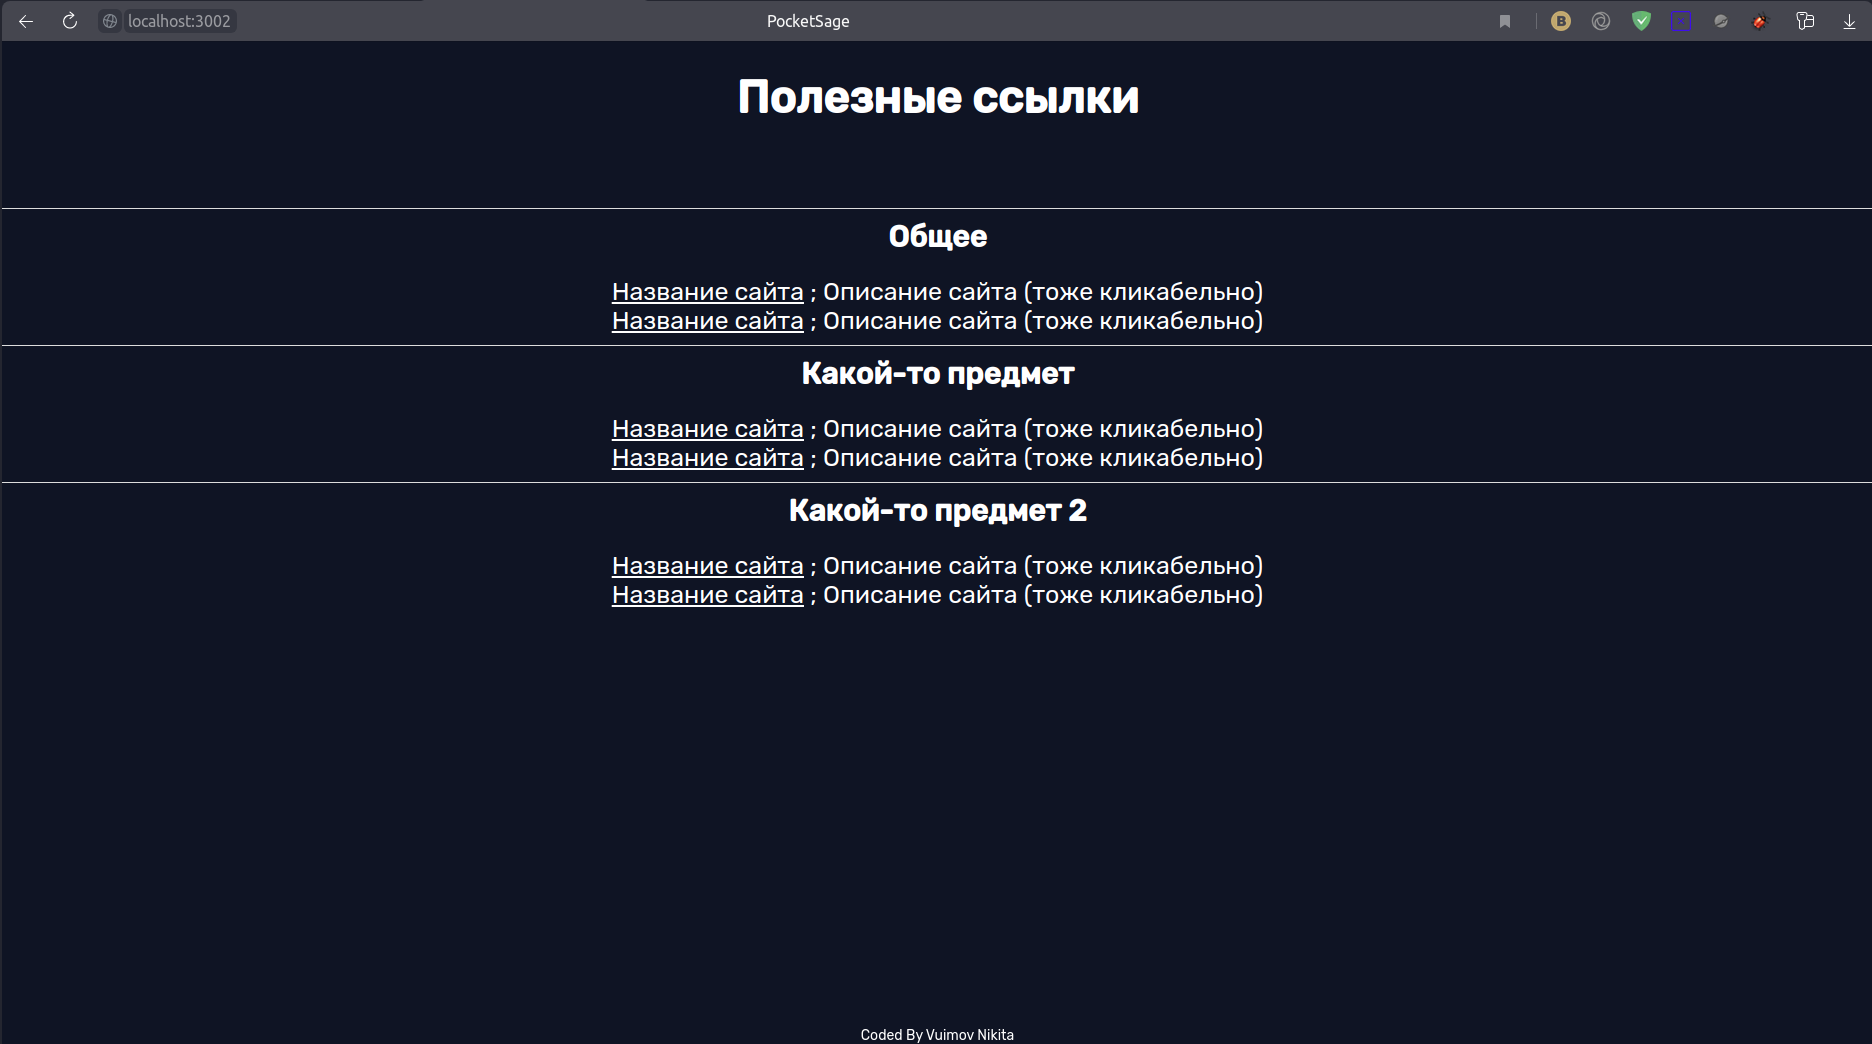 localhost:3002
PocketSage
B
Полезные ссылки
Общее
Название сайта ; Описание сайта (тоже кликабельно)
Название сайта ; Описание сайта (тоже кликабельно)
Какой-то предмет
Название сайта ; Описание сайта (тоже кликабельно)
Название сайта ; Описание сайта (тоже кликабельно)
Какой-то предмет 2
Название сайта ; Описание сайта (тоже кликабельно)
Название сайта ; Описание сайта (тоже кликабельно)
Coded By Vuimov Nikita